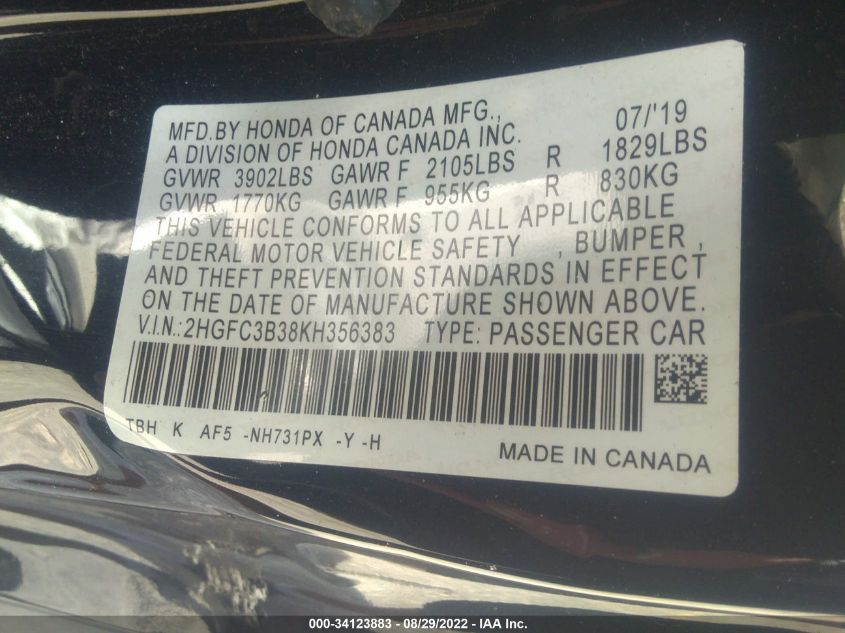 MFD.BY HONDA OF CANADA MFG., 07/'19
A DIVISION OF HONDA CANADA INC.
GVWR 3902LBS GAWR F 2105LBS R 1829LBS
GVWR 1770KG GAWR F 955KG R 830KG
THIS VEHICLE CONFORMS TO ALL APPLICABLE
FEDERAL MOTOR VEHICLE SAFETY , BUMPER ,
AND THEFT PREVENTION STANDARDS IN EFFECT
ON THE DATE OF MANUFACTURE SHOWN ABOVE.
V.I.N.:2HGFC3B38KH356383 TYPE: PASSENGER CAR
TBH K AF5 -NH731PX -Y -H
MADE IN CANADA
000-34123883 - 08/29/2022 - IAA Inc.